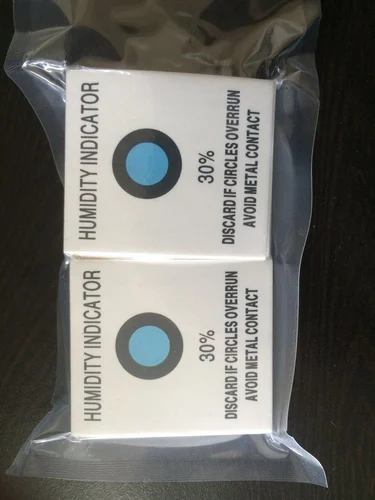 HUMIDITY INDICATOR
30%
DISCARD IF CIRCLES OVERRUN
AVOID METAL CONTACT
HUMIDITY INDICATOR
30%
DISCARD IF CIRCLES OVERRUN
AVOID METAL CONTACT